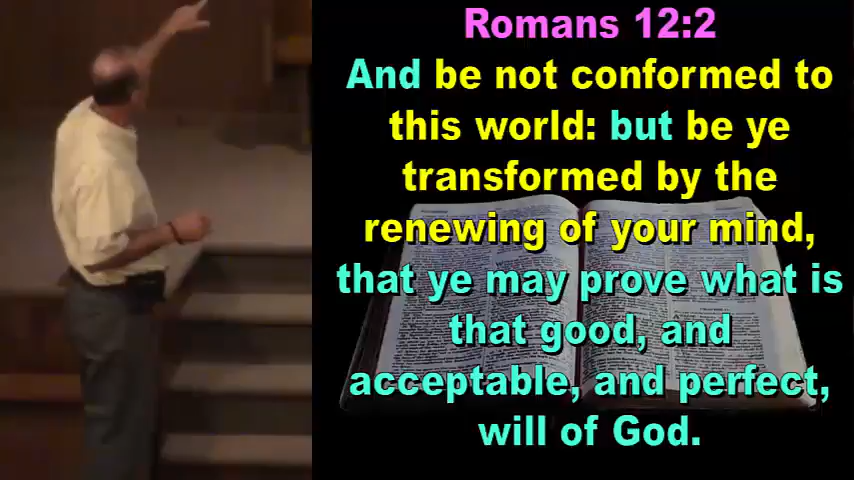 Romans 12:2
And be not conformed to
this world: but be ye
transformed by the
renewing of your mind,
that ye may prove what is
that good, and
acceptable, and perfect,
will of God.